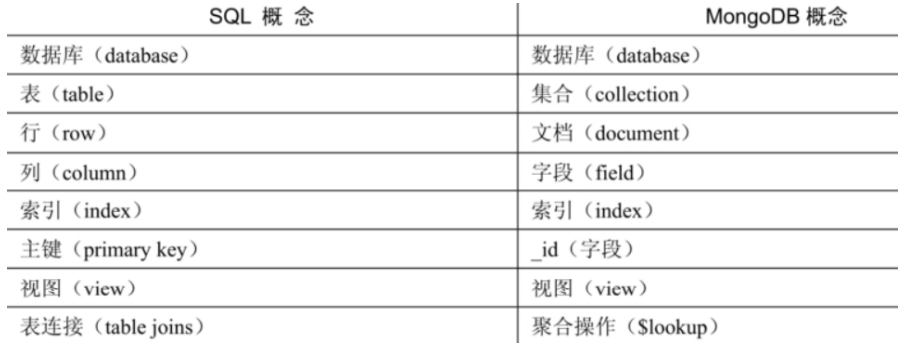 SQL 概 念 MongoDB 概念
数据库（database） 数据库（database）
表（table） 集合（collection）
行（row） 文档（document）
列（column） 字段（field）
索引（index） 索引（index）
主键（primary key） _id（字段）
视图（view） 视图（view）
表连接（table joins） 聚合操作（$lookup）